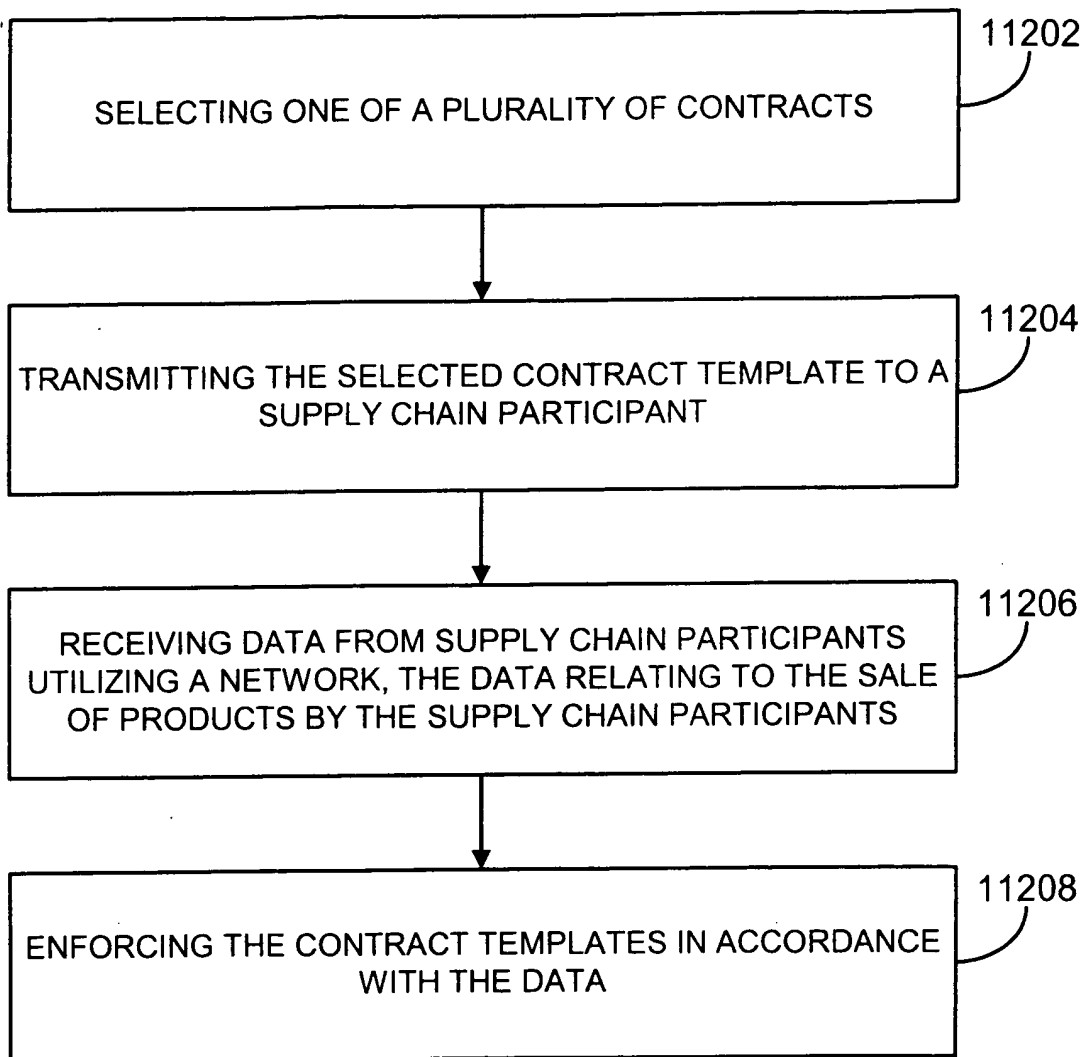 11202
SELECTING ONE OF A PLURALITY OF CONTRACTS
11204
TRANSMITTING THE SELECTED CONTRACT TEMPLATE TO A
SUPPLY CHAIN PARTICIPANT
11206
RECEIVING DATA FROM SUPPLY CHAIN PARTICIPANTS
UTILIZING A NETWORK, THE DATA RELATING TO THE SALE
OF PRODUCTS BY THE SUPPLY CHAIN PARTICIPANTS
11208
ENFORCING THE CONTRACT TEMPLATES IN ACCORDANCE
WITH THE DATA